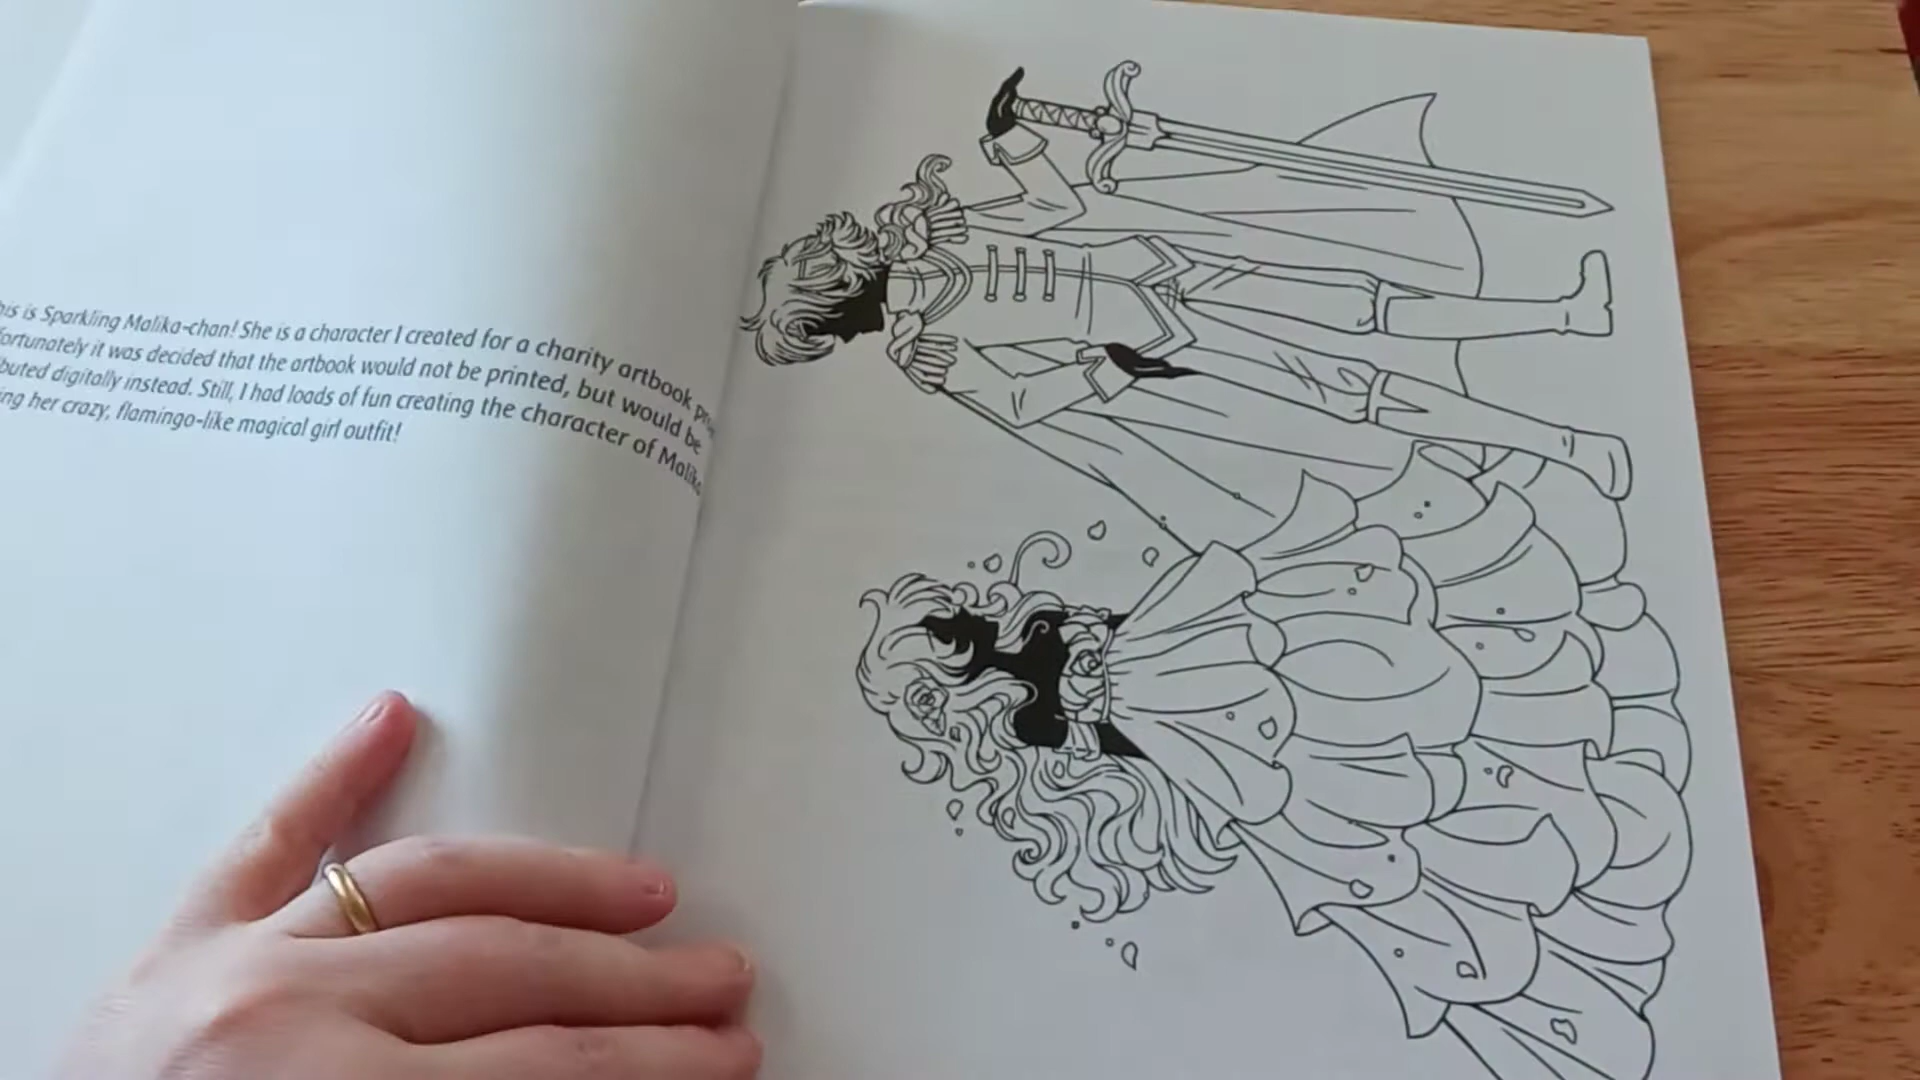 his is Sparkling Malika-chan! She is a character I created for a charity artbook
fortunately it was decided that the artbook would not be printed, but would be
buted digitally instead. Still, I had loads of fun creating the character of Malika
ing her crazy, flamingo-like magical girl outfit!